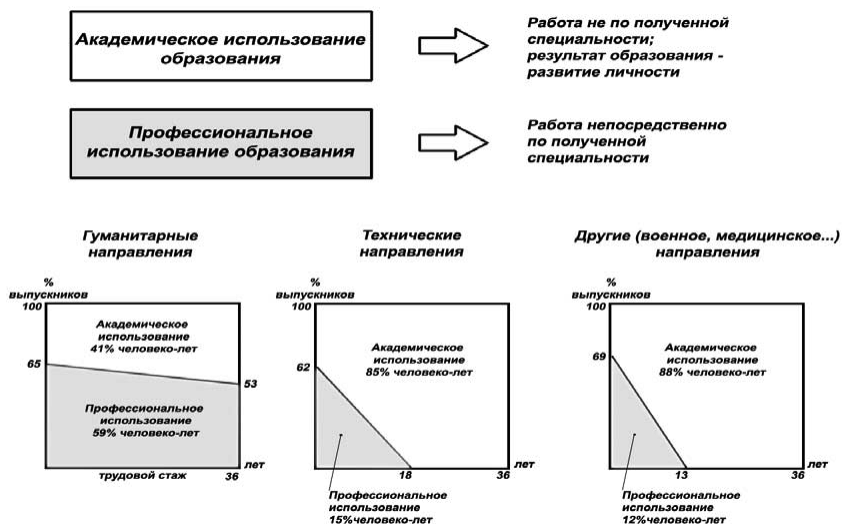 Академическое использование
образования
Работа не по полученной
специальности;
результат образования -
развитие личности
Профессиональное
использование образования
Работа непосредственно
по полученной
специальности
Гуманитарные
направления
%
выпускников
100
Академическое
использование
41% человеко-лет
65
53
Профессиональное
использование
59% человеко-лет
лет
трудовой стаж
36
Технические
направления
%
выпускников
100
Академическое
использование
85% человеко-лет
62
лет
18
36
Профессиональное
использование
15%человеко-лет
Другие (военное, медицинское...)
направления
%
выпускников
100
Академическое
использование
88% человеко-лет
69
лет
13
36
Профессиональное
использование
12%человеко-лет